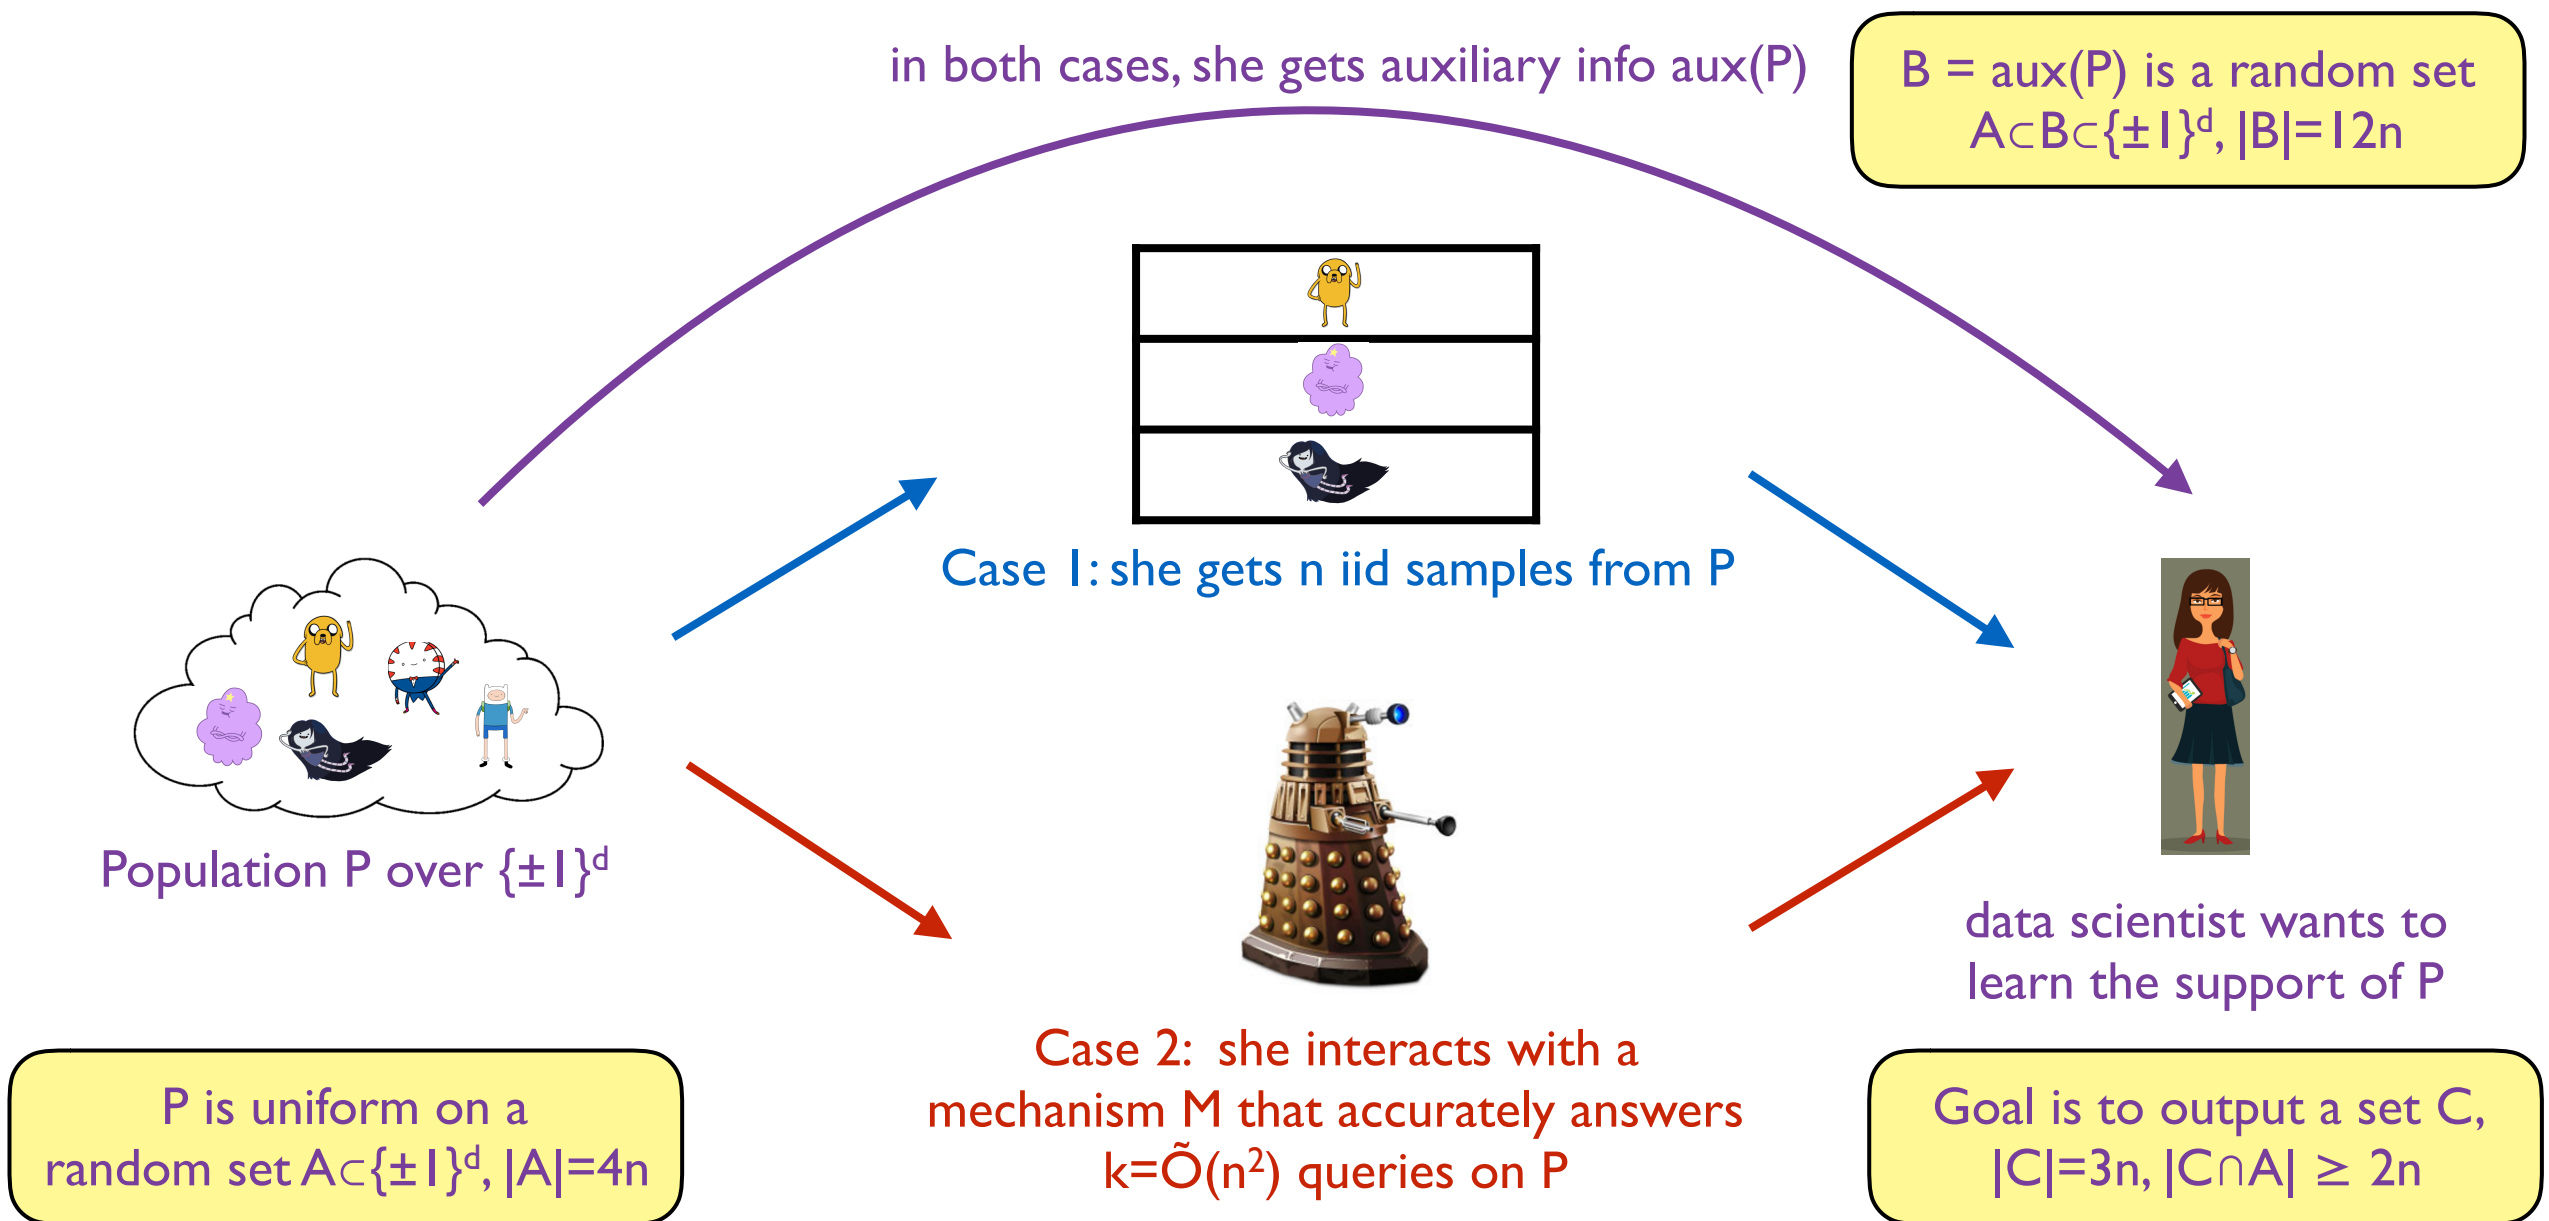 in both cases, she gets auxiliary info aux(P)
B = aux(P) is a random set
A⊂B⊂{±1}ᵈ, |B|=12n
Case 1: she gets n iid samples from P
Population P over {±1}ᵈ
data scientist wants to
learn the support of P
Case 2: she interacts with a
mechanism M that accurately answers
k=Õ(n²) queries on P
P is uniform on a
random set A⊂{±1}ᵈ, |A|=4n
Goal is to output a set C,
|C|=3n, |C∩A| ≥ 2n